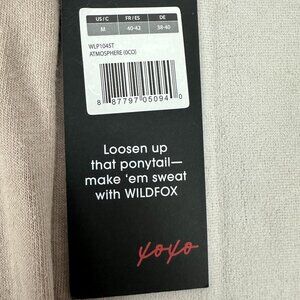 US / C FR / ES DE
M 40-42 38-40
WLP1045T
ATMOSPHERE (0CO)
8 87797 05094 0
Loosen up
that ponytail—
make 'em sweat
with WILDFOX
xoxo